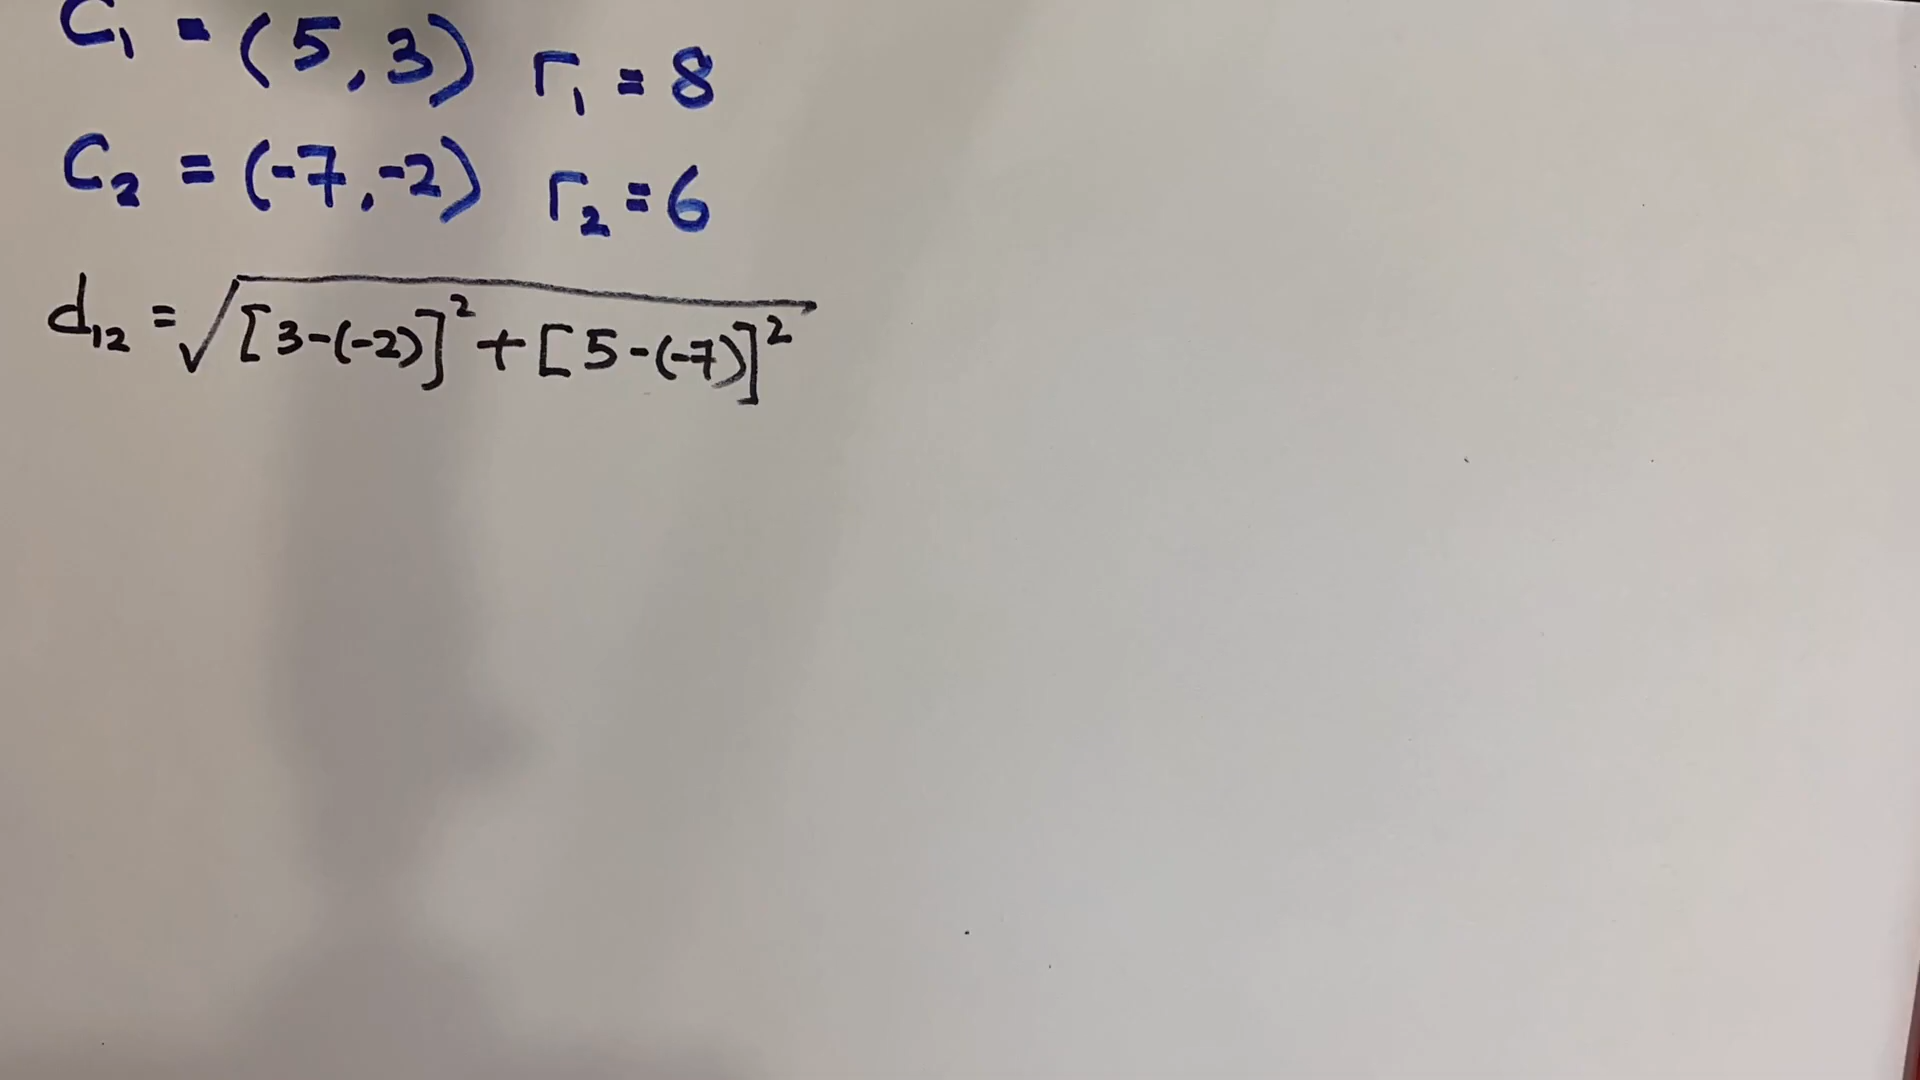 C₁ = (5,3) r₁ = 8
C₂ = (-7,-2) r₂ = 6
d₁₂ = √[3-(-2)]² + [5-(-7)]²